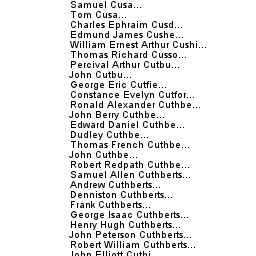 Samuel Cusa...
Tom Cusa...
Charles Ephraim Cusd...
Edmund James Cushe...
William Ernest Arthur Cushi...
Thomas Richard Cusso...
Percival Arthur Cutbu...
John Cutbu...
George Eric Cutfie...
Constance Evelyn Cutfor...
Ronald Alexander Cuthbe...
John Berry Cuthbe...
Edward Daniel Cuthbe...
Dudley Cuthbe...
Thomas French Cuthbe...
John Cuthbe...
Robert Redpath Cuthbe...
Samuel Allen Cuthberts...
Andrew Cuthberts...
Denniston Cuthberts...
Frank Cuthberts...
George Isaac Cuthberts...
Henry Hugh Cuthberts...
John Peterson Cuthberts...
Robert William Cuthberts...
John Elliott Cuthi...